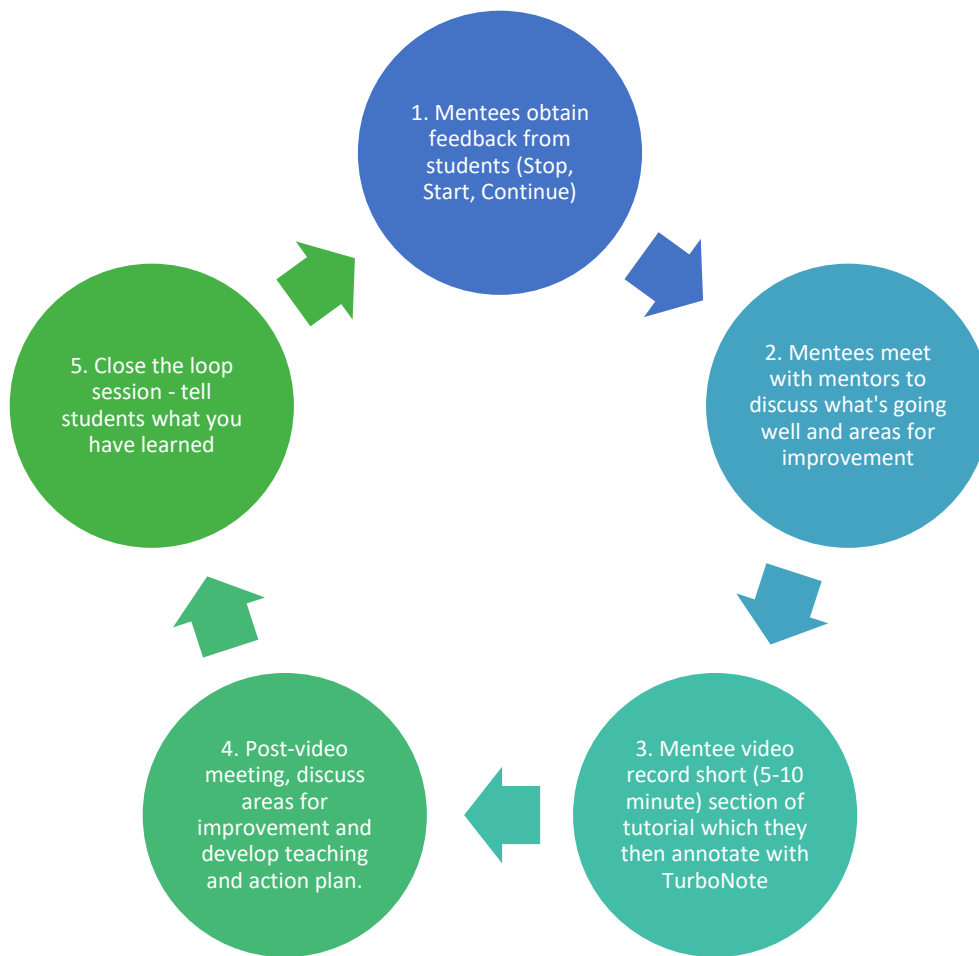 1. Mentees obtain
feedback from
students (Stop,
Start, Continue)
2. Mentees meet
with mentors to
discuss what's going
well and areas for
improvement
3. Mentee video
record short (5-10
minute) section of
tutorial which they
then annotate with
TurboNote
4. Post-video
meeting, discuss
areas for
improvement and
develop teaching
and action plan.
5. Close the loop
session - tell
students what you
have learned